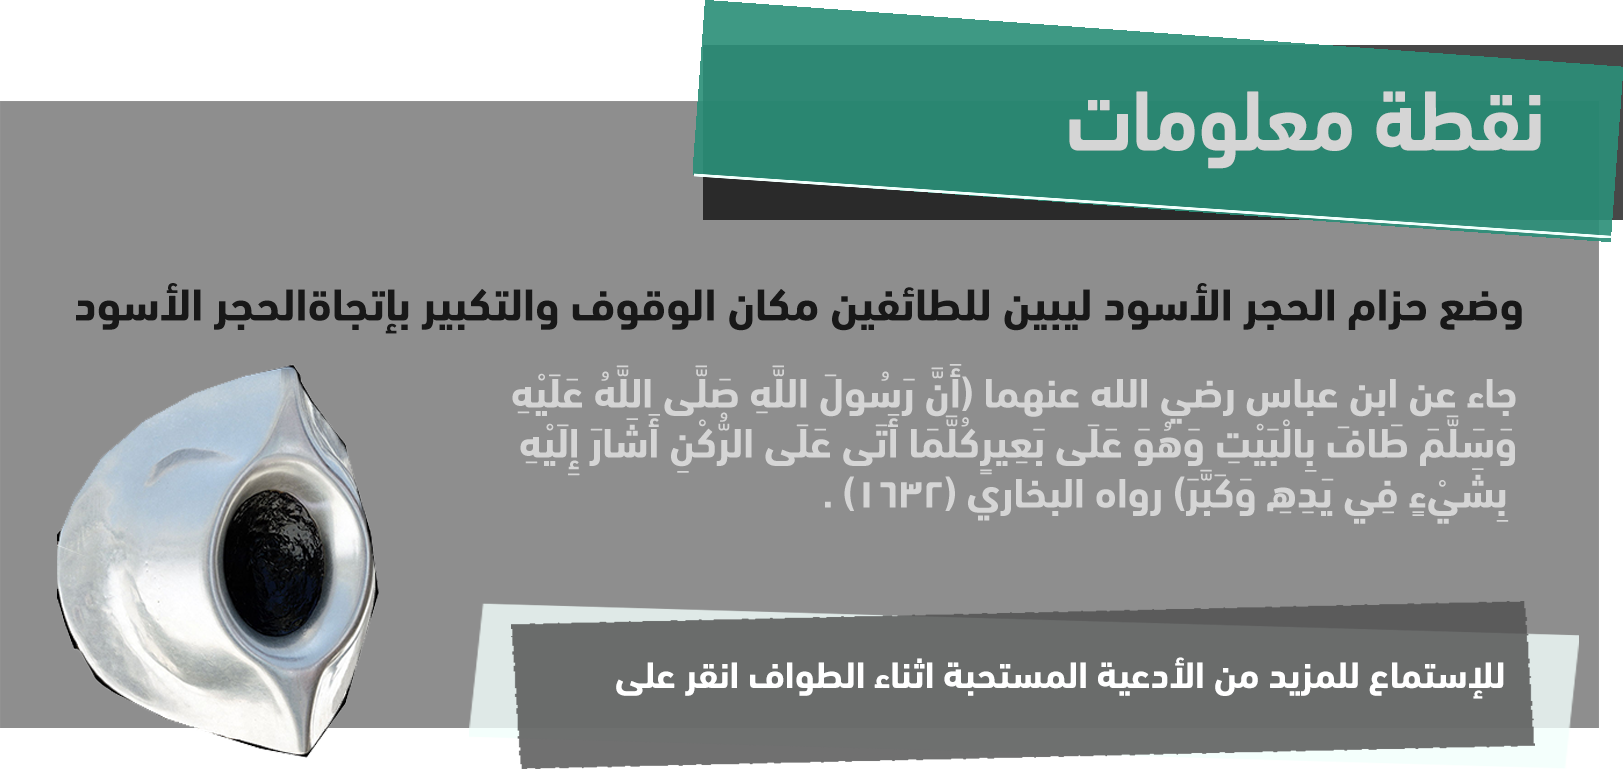 نقطة معلومات
وضع حزام الحجر الأسود ليبين للطائفين مكان الوقوف والتكبير بإتجاةالحجر الأسود
جاء عن ابن عباس رضي الله عنهما (أَنَّ رَسُولَ اللَّهِ صَلَّى اللَّهُ عَلَيْهِ
وَسَلَّمَ طَافَ بِالْبَيْتِ وَهُوَ عَلَى بَعِيرٍكُلَّمَا أَتَى عَلَى الرُّكْنِ أَشَارَ إِلَيْهِ
بِشَيْءٍ فِي يَدِهِ وَكَبَّرَ) رواه البخاري (١٦٣٢) .
للإستماع للمزيد من الأدعية المستحبة اثناء الطواف انقر على